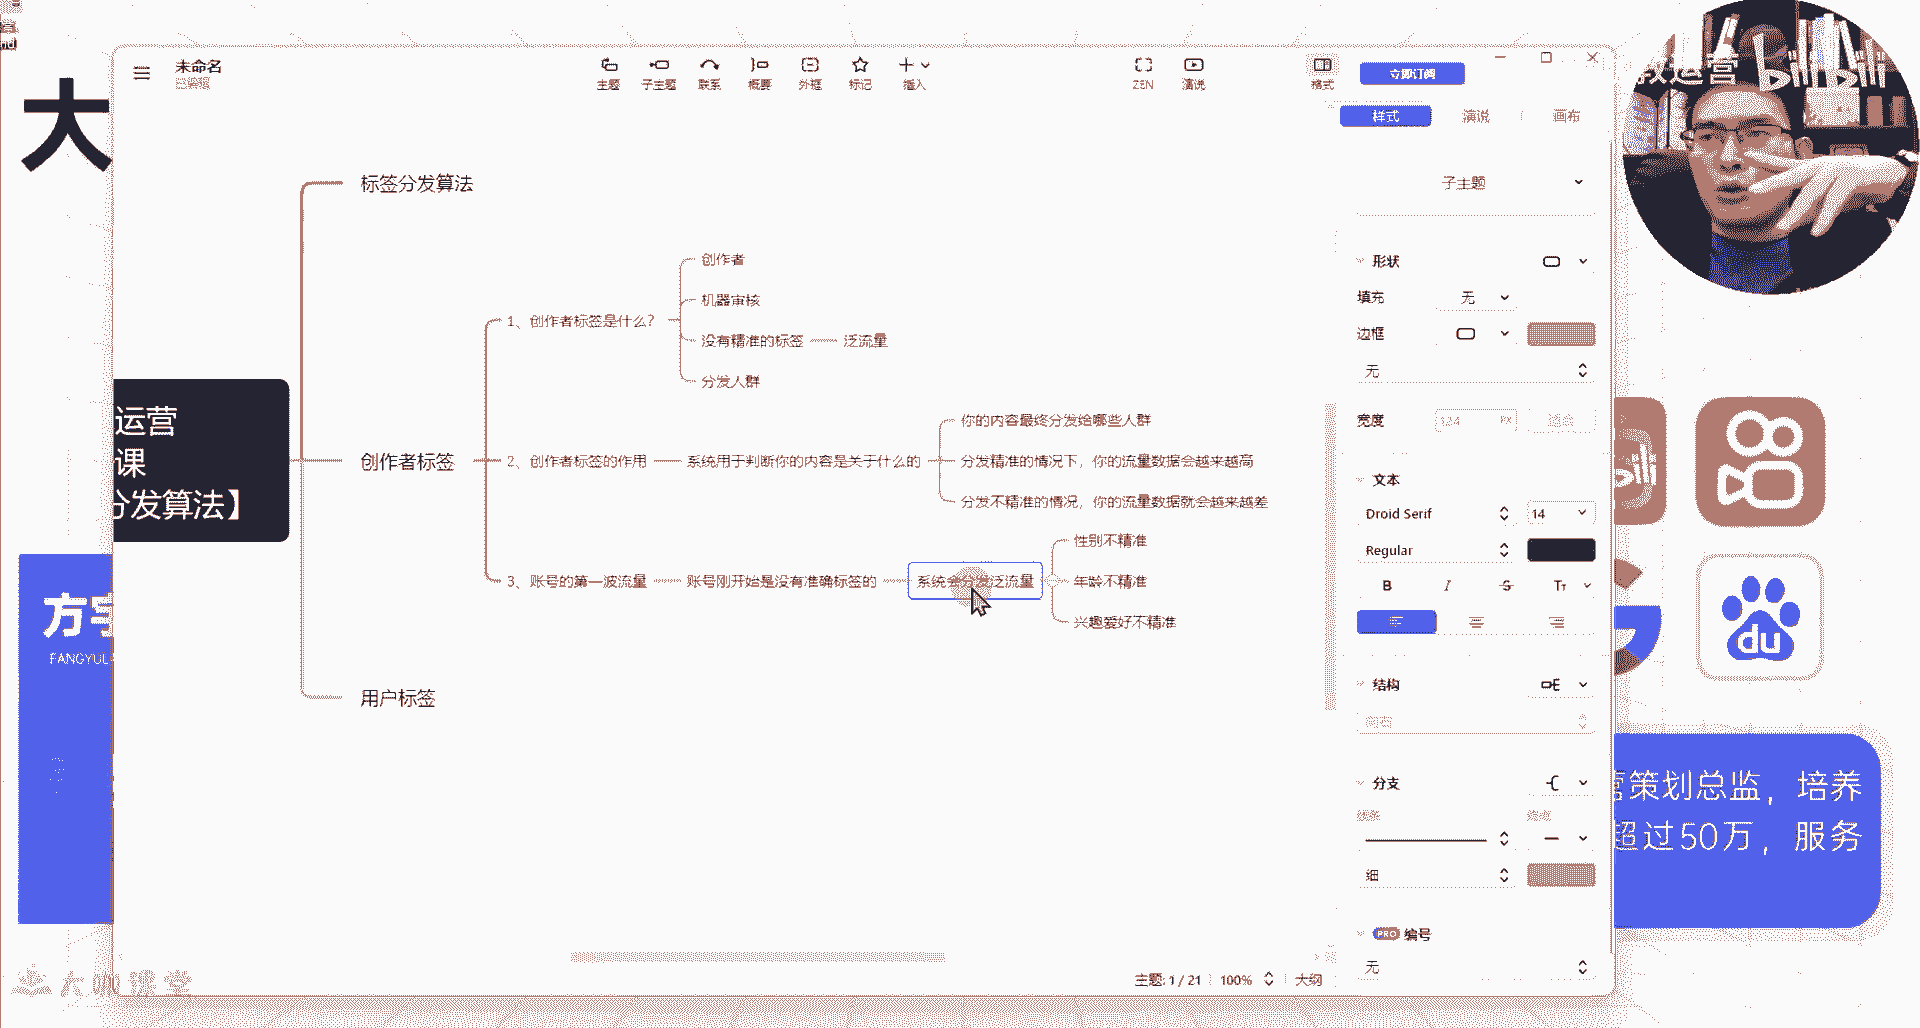 大
未命名
已编辑
主题
子主题
联系
概要
外框
标记
插入
ZEN
演说
格式
立即订阅
样式
演说
画布
教运营 bilibili
运营
课
分发算法】
标签分发算法
创作者标签
用户标签
1、创作者标签是什么?
创作者
机器审核
没有精准的标签
泛流量
分发人群
2、创作者标签的作用
系统用于判断你的内容是关于什么的
你的内容最终分发给哪些人群
分发精准的情况下，你的流量数据会越来越高
分发不精准的情况，你的流量数据就会越来越差
3、账号的第一波流量
账号刚开始是没有准确标签的
系统会分发泛流量
性别不精准
年龄不精准
兴趣爱好不精准
子主题
形状
填充
无
边框
无
宽度
124
PX
适应
文本
Droid Serif
14
Regular
B
I
S
Tт
结构
分支
线条
终点
细
PRO 编号
无
主题: 1 / 21
100%
大纲
方宇
FANGYU
du
营策划总监，培养
超过50万，服务
大咖课堂